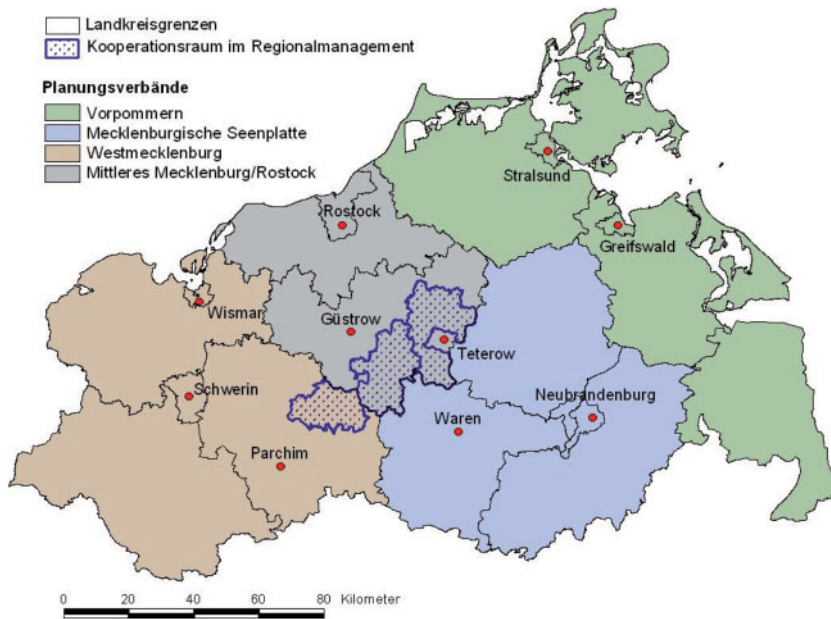 Landkreisgrenzen
Kooperationsraum im Regionalmanagement
Planungsverbände
Vorpommern
Mecklenburgische Seenplatte
Westmecklenburg
Mittleres Mecklenburg/Rostock
Stralsund
Rostock
Greifswald
Wismar
Güstrow
Teterow
Schwerin
Neubrandenburg
Waren
Parchim
0 20 40 60 80 Kilometer